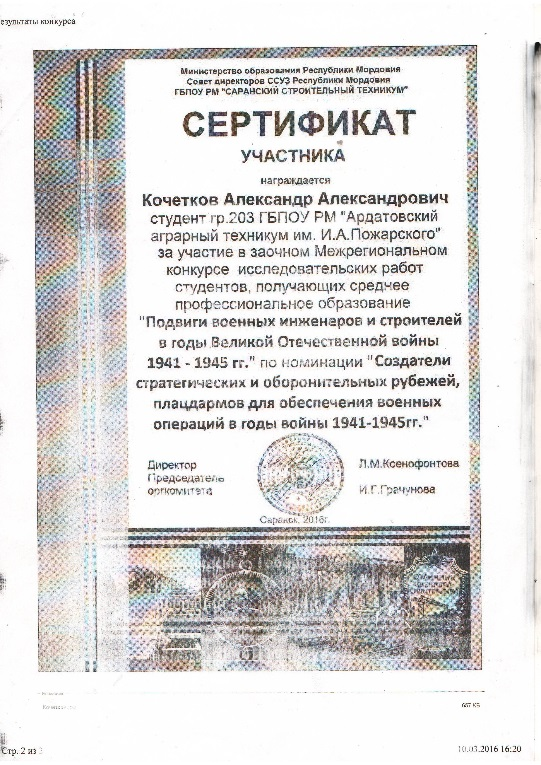 езультаты конкурса
Министерство образования Республики Мордовия
Совет директоров ССУЗ Республики Мордовия
ГБПОУ РМ "САРАНСКИЙ СТРОИТЕЛЬНЫЙ ТЕХНИКУМ"
СЕРТИФИКАТ
УЧАСТНИКА
награждается
Кочетков Александр Александрович
студент гр.203 ГБПОУ РМ "Ардатовский
аграрный техникум им. И.А.Пожарского"
за участие в заочном Межрегиональном
конкурсе исследовательских работ
студентов, получающих среднее
профессиональное образование
"Подвиги военных инженеров и строителей
в годы Великой Отечественной войны
1941 - 1945 гг." по номинации "Создатели
стратегических и оборонительных рубежей,
плацдармов для обеспечения военных
операций в годы войны 1941-1945гг."
Директор Л.М.Ксенофонтова
Председатель
оргкомитета И.Г.Грачунова
Саранск, 2016г.
657 КБ
Стр. 2 из
10.03.2016 16:20